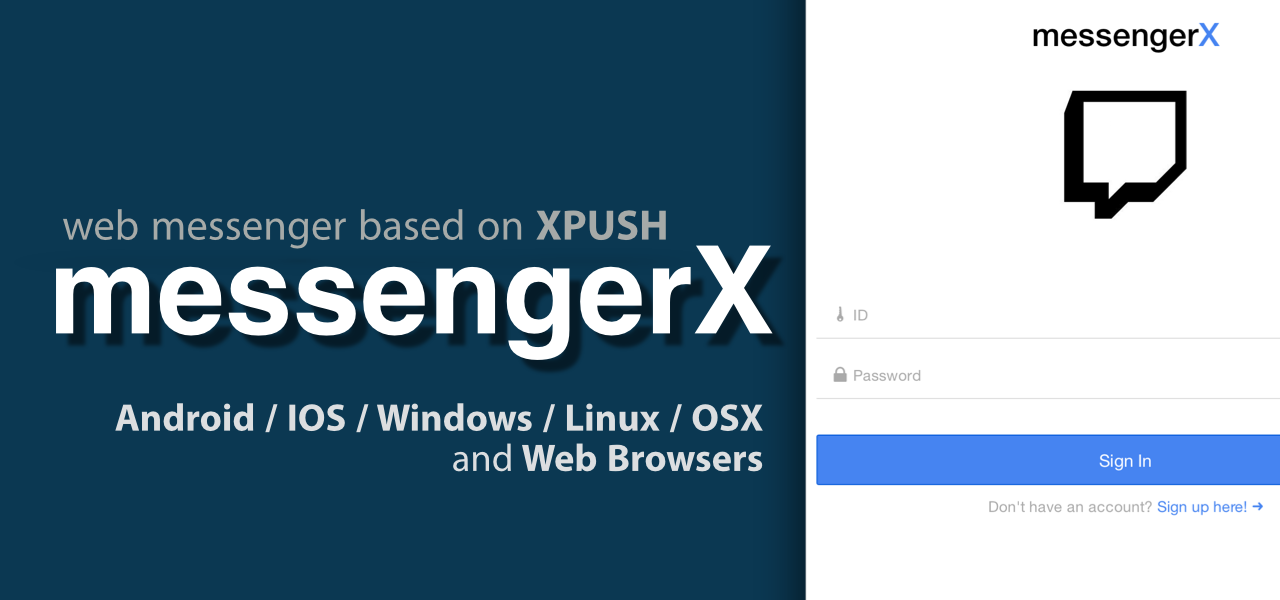 web messenger based on XPUSH
messengerX
Android / IOS / Windows / Linux / OSX
and Web Browsers
messengerX
ID
Password
Sign In
Don't have an account? Sign up here! ➜